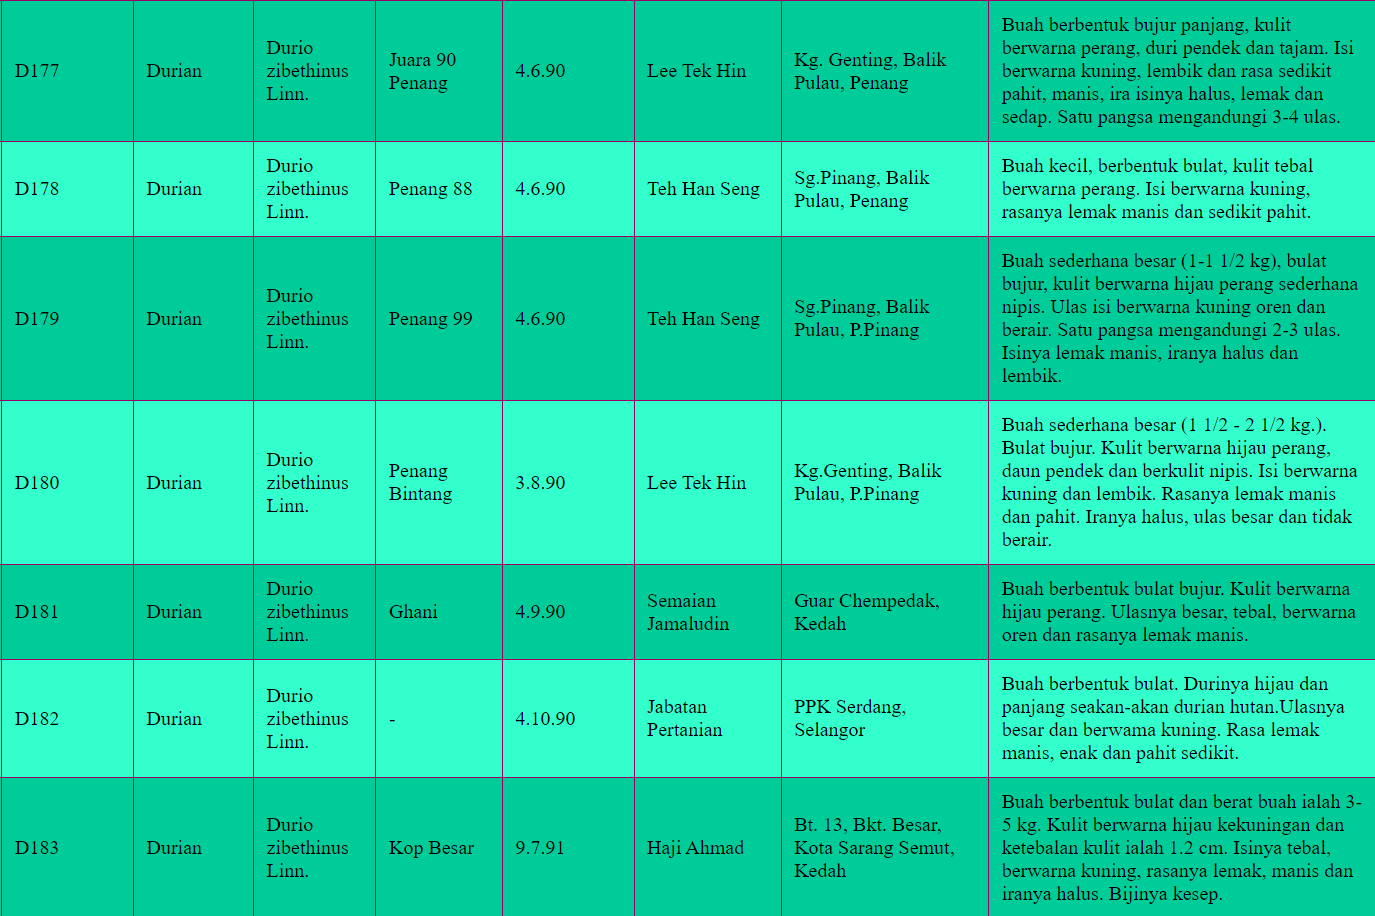 D177
Durian
Durio
zibethinus
Linn.
Juara 90
Penang
4.6.90
Lee Tek Hin
Kg. Genting, Balik
Pulau, Penang
Buah berbentuk bujur panjang, kulit
berwarna perang, duri pendek dan tajam. Isi
berwarna kuning, lembik dan rasa sedikit
pahit, manis, ira isinya halus, lemak dan
sedap. Satu pangsa mengandungi 3-4 ulas.
D178
Durian
Durio
zibethinus
Linn.
Penang 88
4.6.90
Teh Han Seng
Sg.Pinang, Balik
Pulau, Penang
Buah kecil, berbentuk bulat, kulit tebal
berwarna perang. Isi berwarna kuning,
rasanya lemak manis dan sedikit pahit.
D179
Durian
Durio
zibethinus
Linn.
Penang 99
4.6.90
Teh Han Seng
Sg.Pinang, Balik
Pulau, P.Pinang
Buah sederhana besar (1-1 1/2 kg), bulat
bujur, kulit berwarna hijau perang sederhana
nipis. Ulas isi berwarna kuning oren dan
berair. Satu pangsa mengandungi 2-3 ulas.
Isinya lemak manis, iranya halus dan
lembik.
D180
Durian
Durio
zibethinus
Linn.
Penang
Bintang
3.8.90
Lee Tek Hin
Kg.Genting, Balik
Pulau, P.Pinang
Buah sederhana besar (1 1/2 - 2 1/2 kg.).
Bulat bujur. Kulit berwarna hijau perang,
daun pendek dan berkulit nipis. Isi berwarna
kuning dan lembik. Rasanya lemak manis
dan pahit. Iranya halus, ulas besar dan tidak
berair.
D181
Durian
Durio
zibethinus
Linn.
Ghani
4.9.90
Semaian
Jamaludin
Guar Chempedak,
Kedah
Buah berbentuk bulat bujur. Kulit berwarna
hijau perang. Ulasnya besar, tebal, berwarna
oren dan rasanya lemak manis.
D182
Durian
Durio
zibethinus
Linn.
-
4.10.90
Jabatan
Pertanian
PPK Serdang,
Selangor
Buah berbentuk bulat. Durinya hijau dan
panjang seakan-akan durian hutan.Ulasnya
besar dan berwama kuning. Rasa lemak
manis, enak dan pahit sedikit.
D183
Durian
Durio
zibethinus
Linn.
Kop Besar
9.7.91
Haji Ahmad
Bt. 13, Bkt. Besar,
Kota Sarang Semut,
Kedah
Buah berbentuk bulat dan berat buah ialah 3-
5 kg. Kulit berwarna hijau kekuningan dan
ketebalan kulit ialah 1.2 cm. Isinya tebal,
berwarna kuning, rasanya lemak, manis dan
iranya halus. Bijinya kesep.